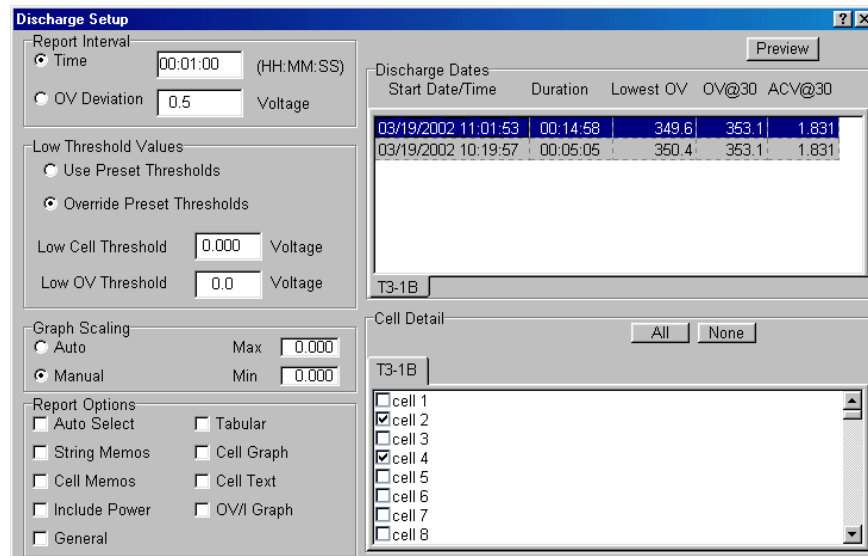 Discharge Setup
Report Interval
Time 00:01:00 (HH:MM:SS)
OV Deviation 0.5 Voltage
Low Threshold Values
Use Preset Thresholds
Override Preset Thresholds
Low Cell Threshold 0.000 Voltage
Low OV Threshold 0.0 Voltage
Graph Scaling
Auto Max 0.000
Manual Min 0.000
Report Options
Auto Select Tabular
String Memos Cell Graph
Cell Memos Cell Text
Include Power OV/I Graph
General
Preview
Discharge Dates
Start Date/Time Duration Lowest OV OV@30 ACV@30
03/19/2002 11:01:53 00:14:58 349.6 353.1 1.831
03/19/2002 10:19:57 00:05:05 350.4 353.1 1.831
T3-1B
Cell Detail
All None
T3-1B
cell 1
cell 2
cell 3
cell 4
cell 5
cell 6
cell 7
cell 8